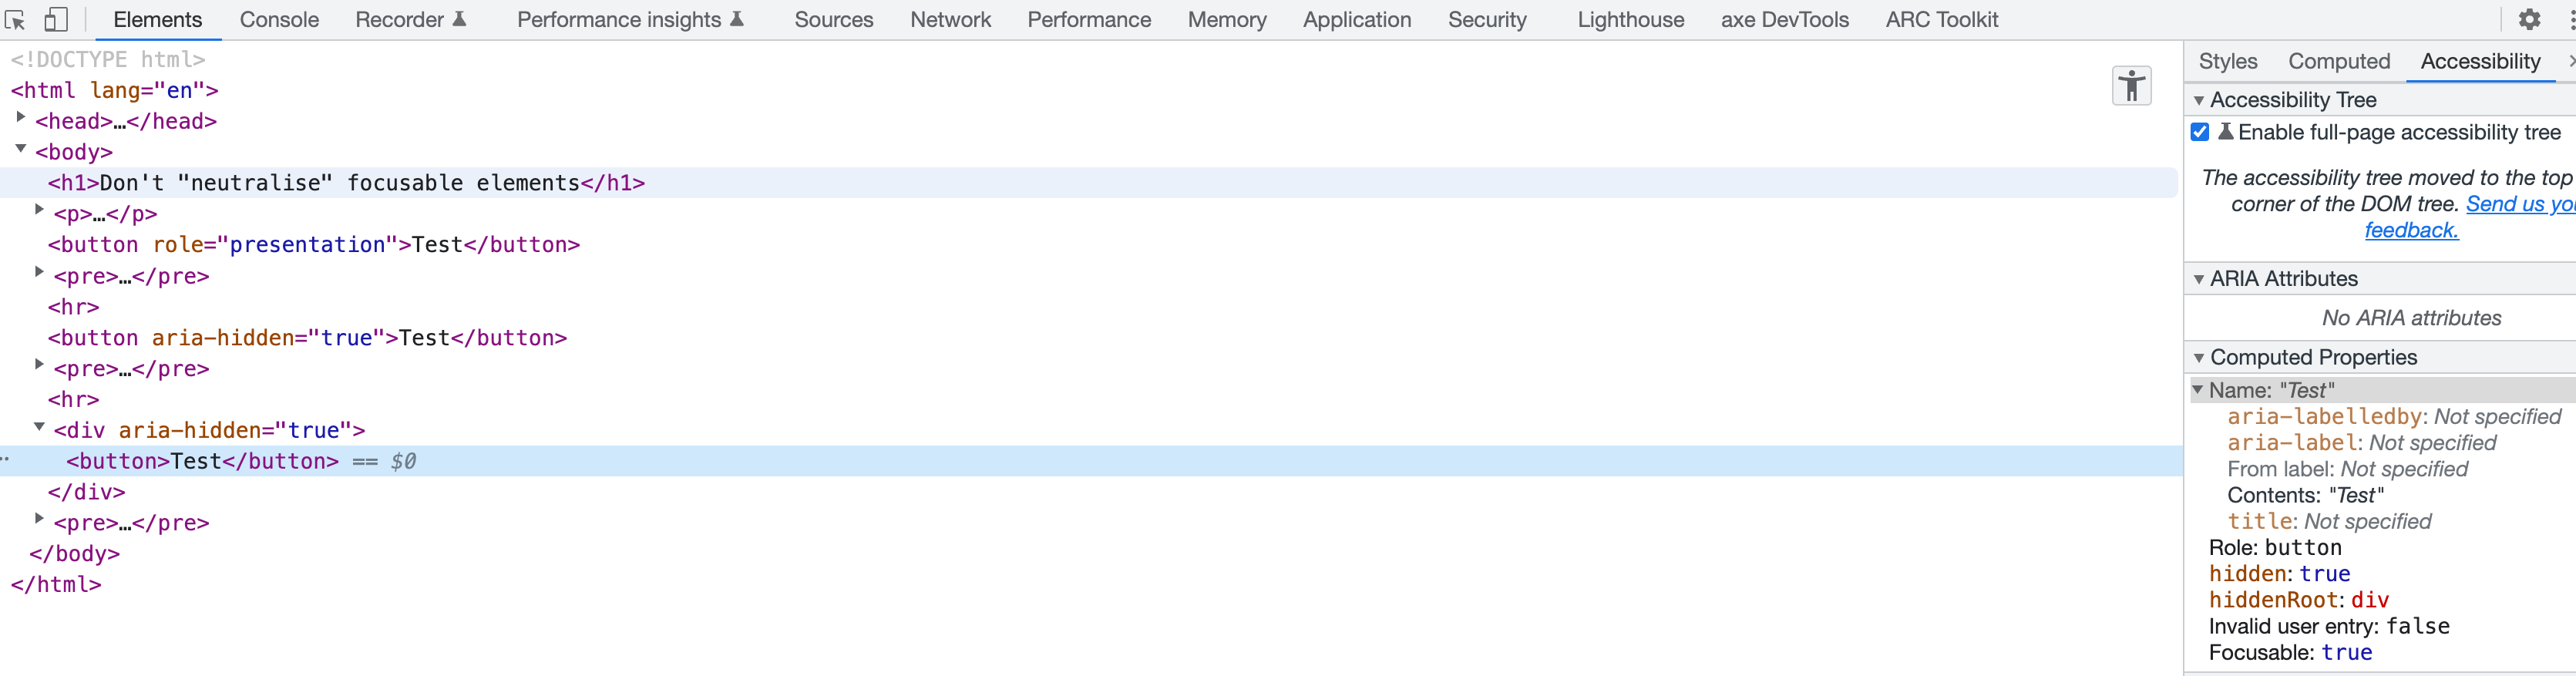 Elements Console Recorder Performance insights Sources Network Performance Memory Application Security Lighthouse axe DevTools ARC Toolkit
<!DOCTYPE html>
<html lang="en">
<head>…</head>
<body>
<h1>Don't "neutralise" focusable elements</h1>
<p>…</p>
<button role="presentation">Test</button>
<pre>…</pre>
<hr>
<button aria-hidden="true">Test</button>
<pre>…</pre>
<hr>
<div aria-hidden="true">
<button>Test</button> == $0
</div>
<pre>…</pre>
</body>
</html>
Styles Computed Accessibility
Accessibility Tree
Enable full-page accessibility tree
The accessibility tree moved to the top
corner of the DOM tree. Send us you
feedback.
ARIA Attributes
No ARIA attributes
Computed Properties
Name: "Test"
aria-labelledby: Not specified
aria-label: Not specified
From label: Not specified
Contents: "Test"
title: Not specified
Role: button
hidden: true
hiddenRoot: div
Invalid user entry: false
Focusable: true